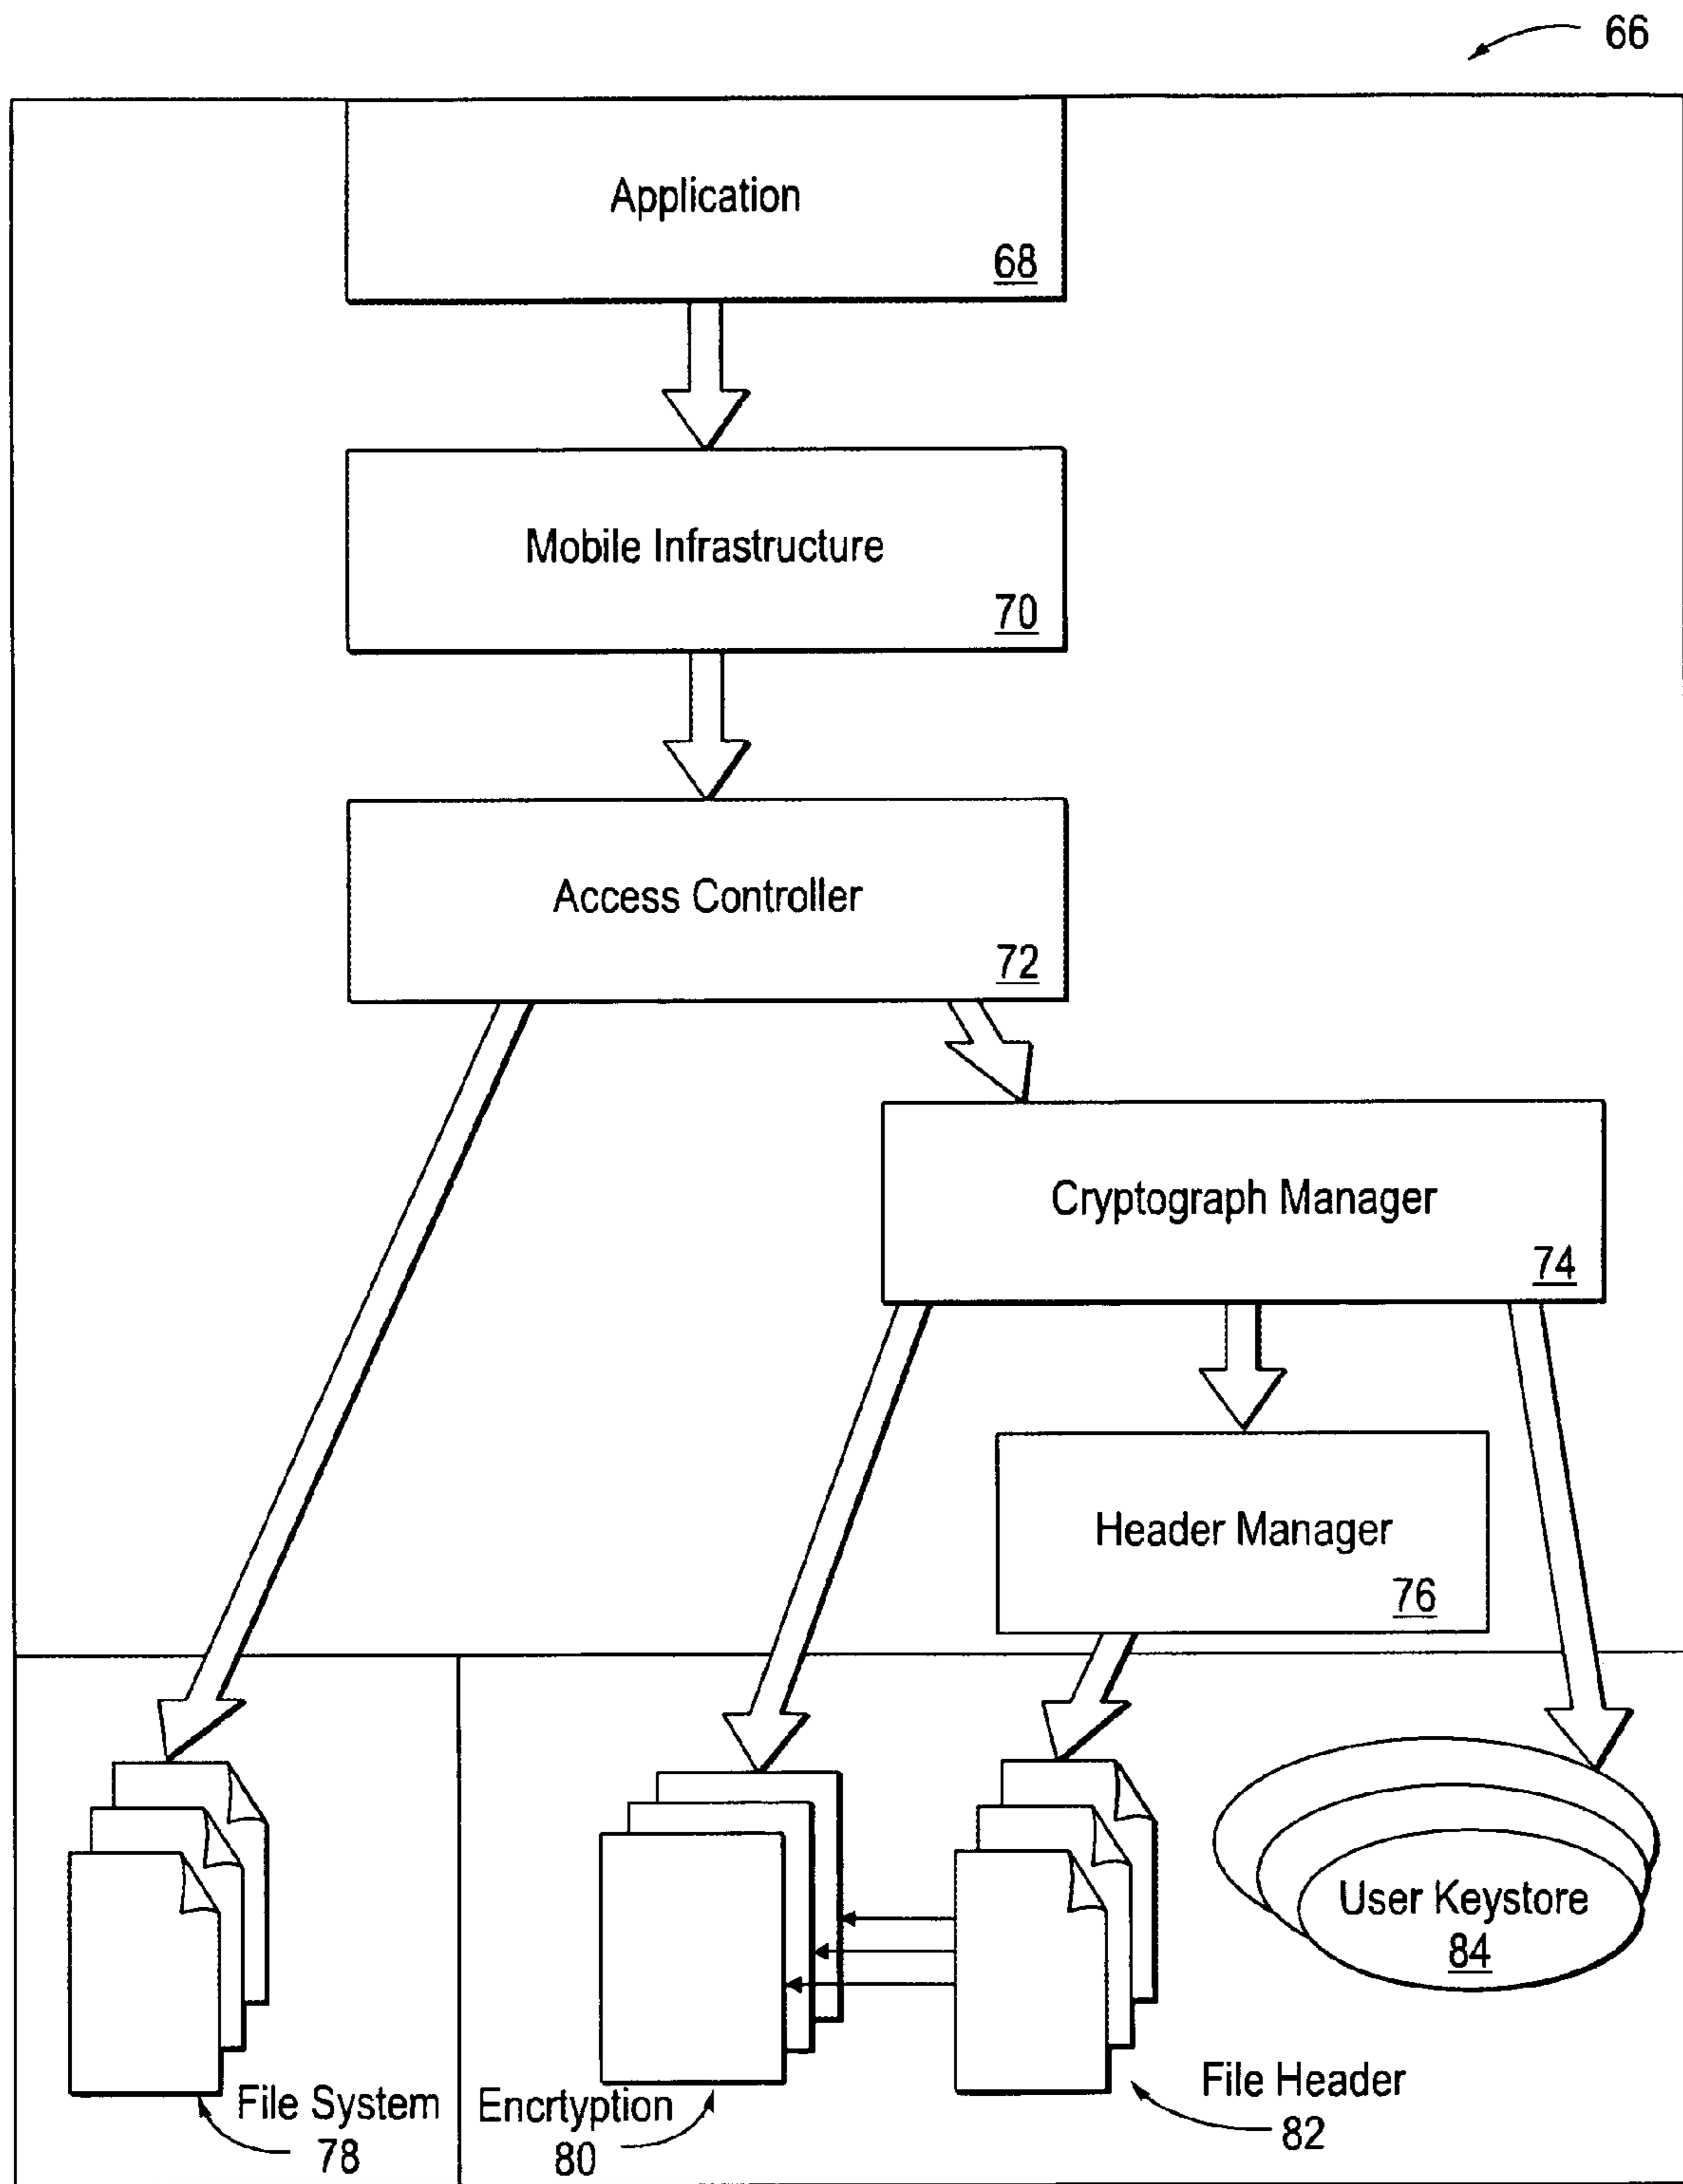 66
Application
68
Mobile Infrastructure
70
Access Controller
72
Cryptograph Manager
74
Header Manager
76
User Keystore
84
File System
78
Encrtyption
80
File Header
82